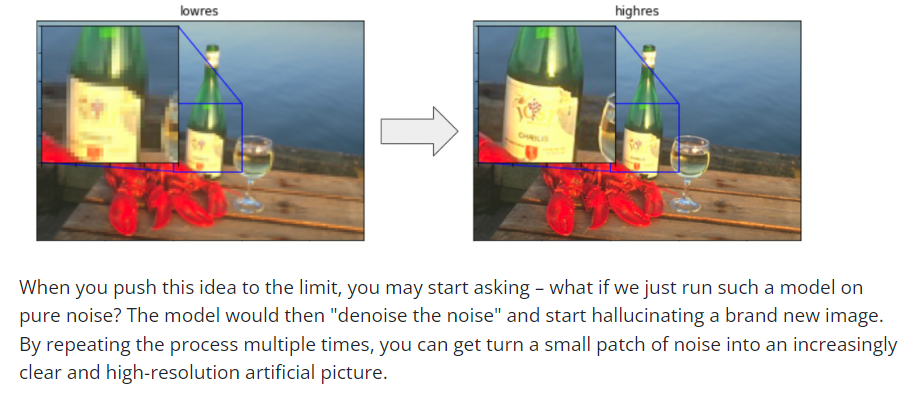 lowres
highres
When you push this idea to the limit, you may start asking – what if we just run such a model on
pure noise? The model would then "denoise the noise" and start hallucinating a brand new image.
By repeating the process multiple times, you can get turn a small patch of noise into an increasingly
clear and high-resolution artificial picture.